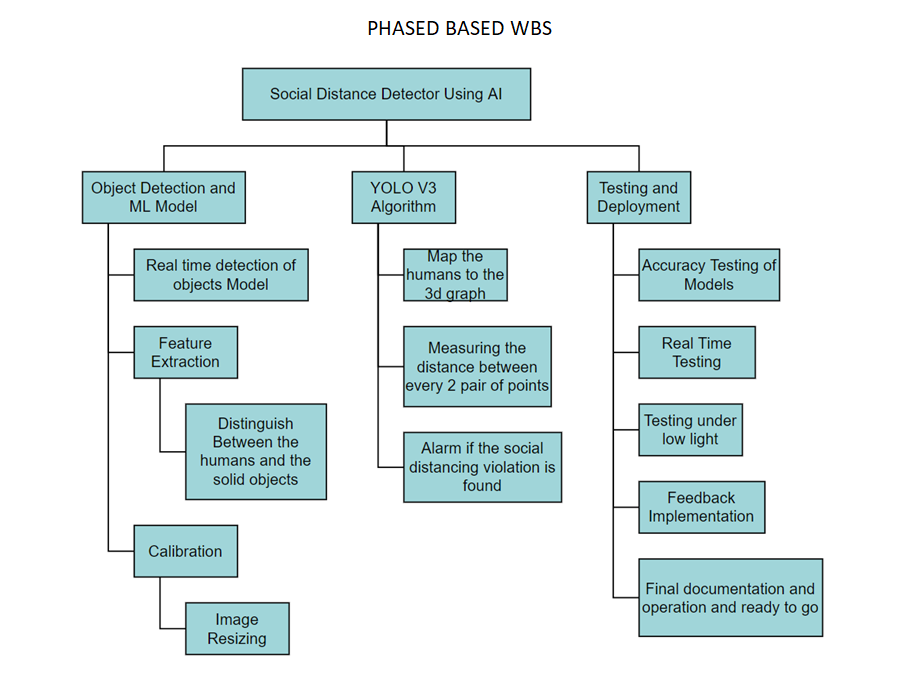 PHASED BASED WBS
Social Distance Detector Using AI
Object Detection and
ML Model
Real time detection of
objects Model
Feature
Extraction
Distinguish
Between the
humans and the
solid objects
Calibration
Image
Resizing
YOLO V3
Algorithm
Map the
humans to the
3d graph
Measuring the
distance between
every 2 pair of points
Alarm if the social
distancing violation is
found
Testing and
Deployment
Accuracy Testing of
Models
Real Time
Testing
Testing under
low light
Feedback
Implementation
Final documentation and
operation and ready to go